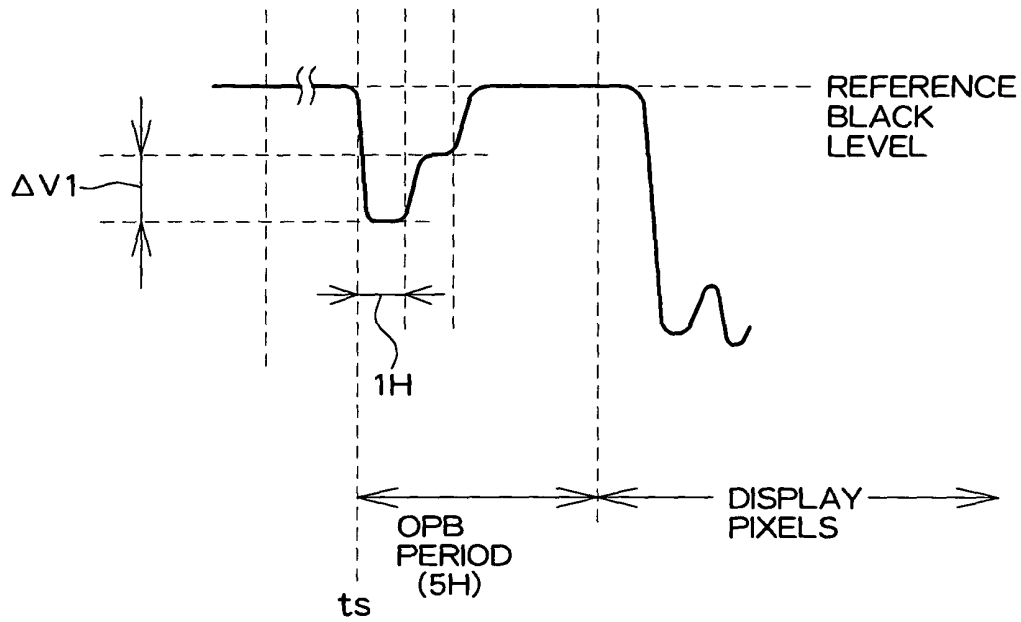 REFERENCE
BLACK
LEVEL
ΔV1
1H
OPB
PERIOD
(5H)
DISPLAY
PIXELS
ts